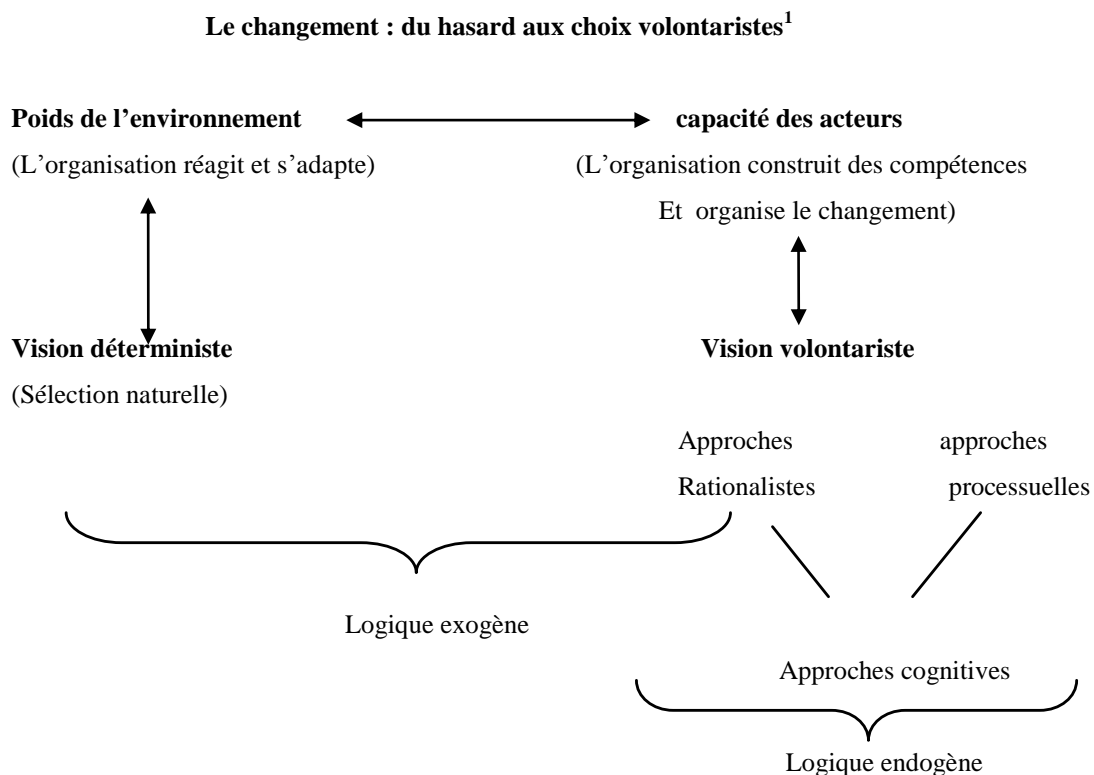 Le changement : du hasard aux choix volontaristes1
Poids de l’environnement capacité des acteurs
(L’organisation réagit et s’adapte) (L’organisation construit des compétences
Et organise le changement)
Vision déterministe Vision volontariste
(Sélection naturelle)
Approches approches
Rationalistes processuelles
Logique exogène
Approches cognitives
Logique endogène